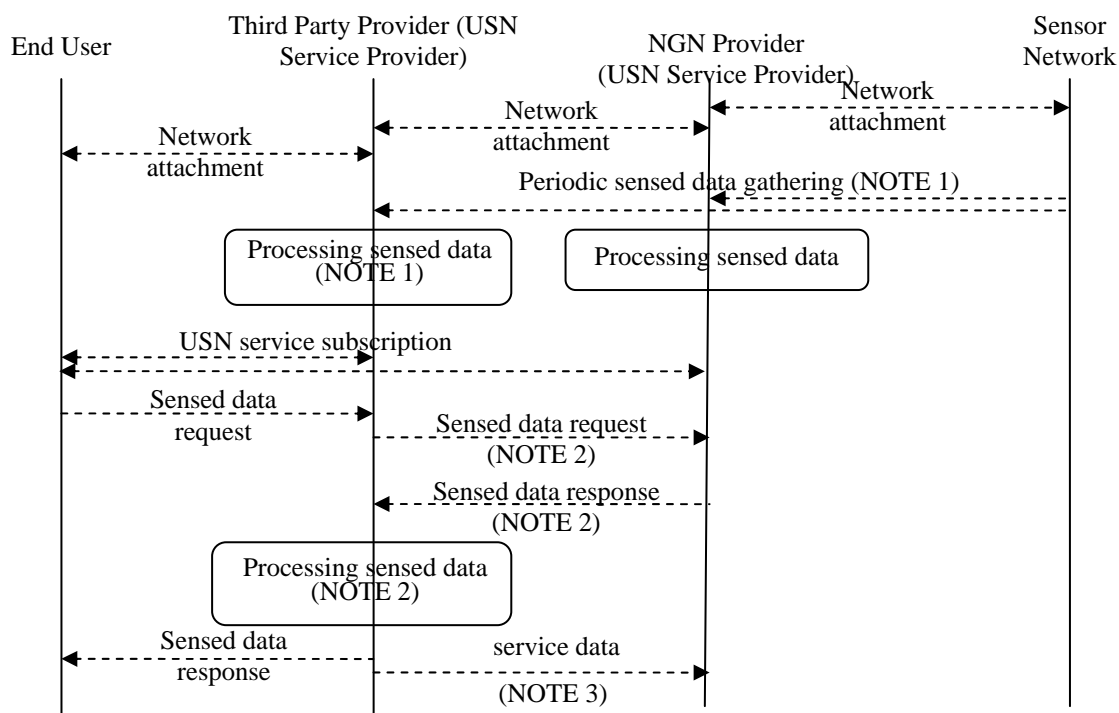 End User
Third Party Provider (USN
Service Provider)
NGN Provider
(USN Service Provider)
Sensor
Network
Network
attachment
Network
attachment
Network
attachment
Periodic sensed data gathering (NOTE 1)
Processing sensed data
(NOTE 1)
Processing sensed data
USN service subscription
Sensed data
request
Sensed data request
(NOTE 2)
Sensed data response
(NOTE 2)
Processing sensed data
(NOTE 2)
Sensed data
response
service data
(NOTE 3)